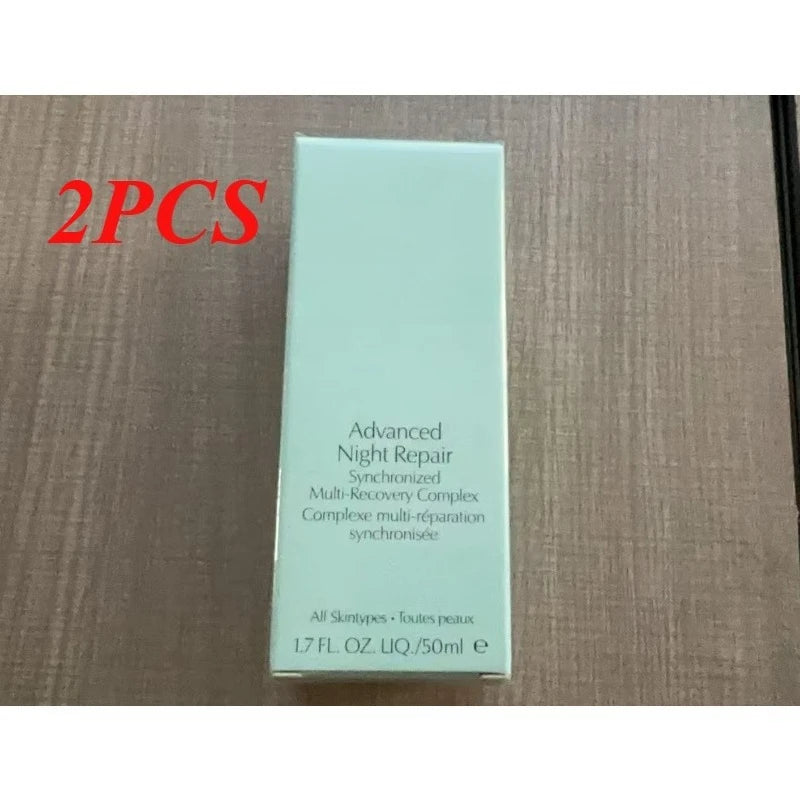 2PCS
Advanced
Night Repair
Synchronized
Multi-Recovery Complex
Complexe multi-réparation
synchronisée
All Skintypes • Toutes peaux
1.7 FL. OZ. LIQ./50ml ℮